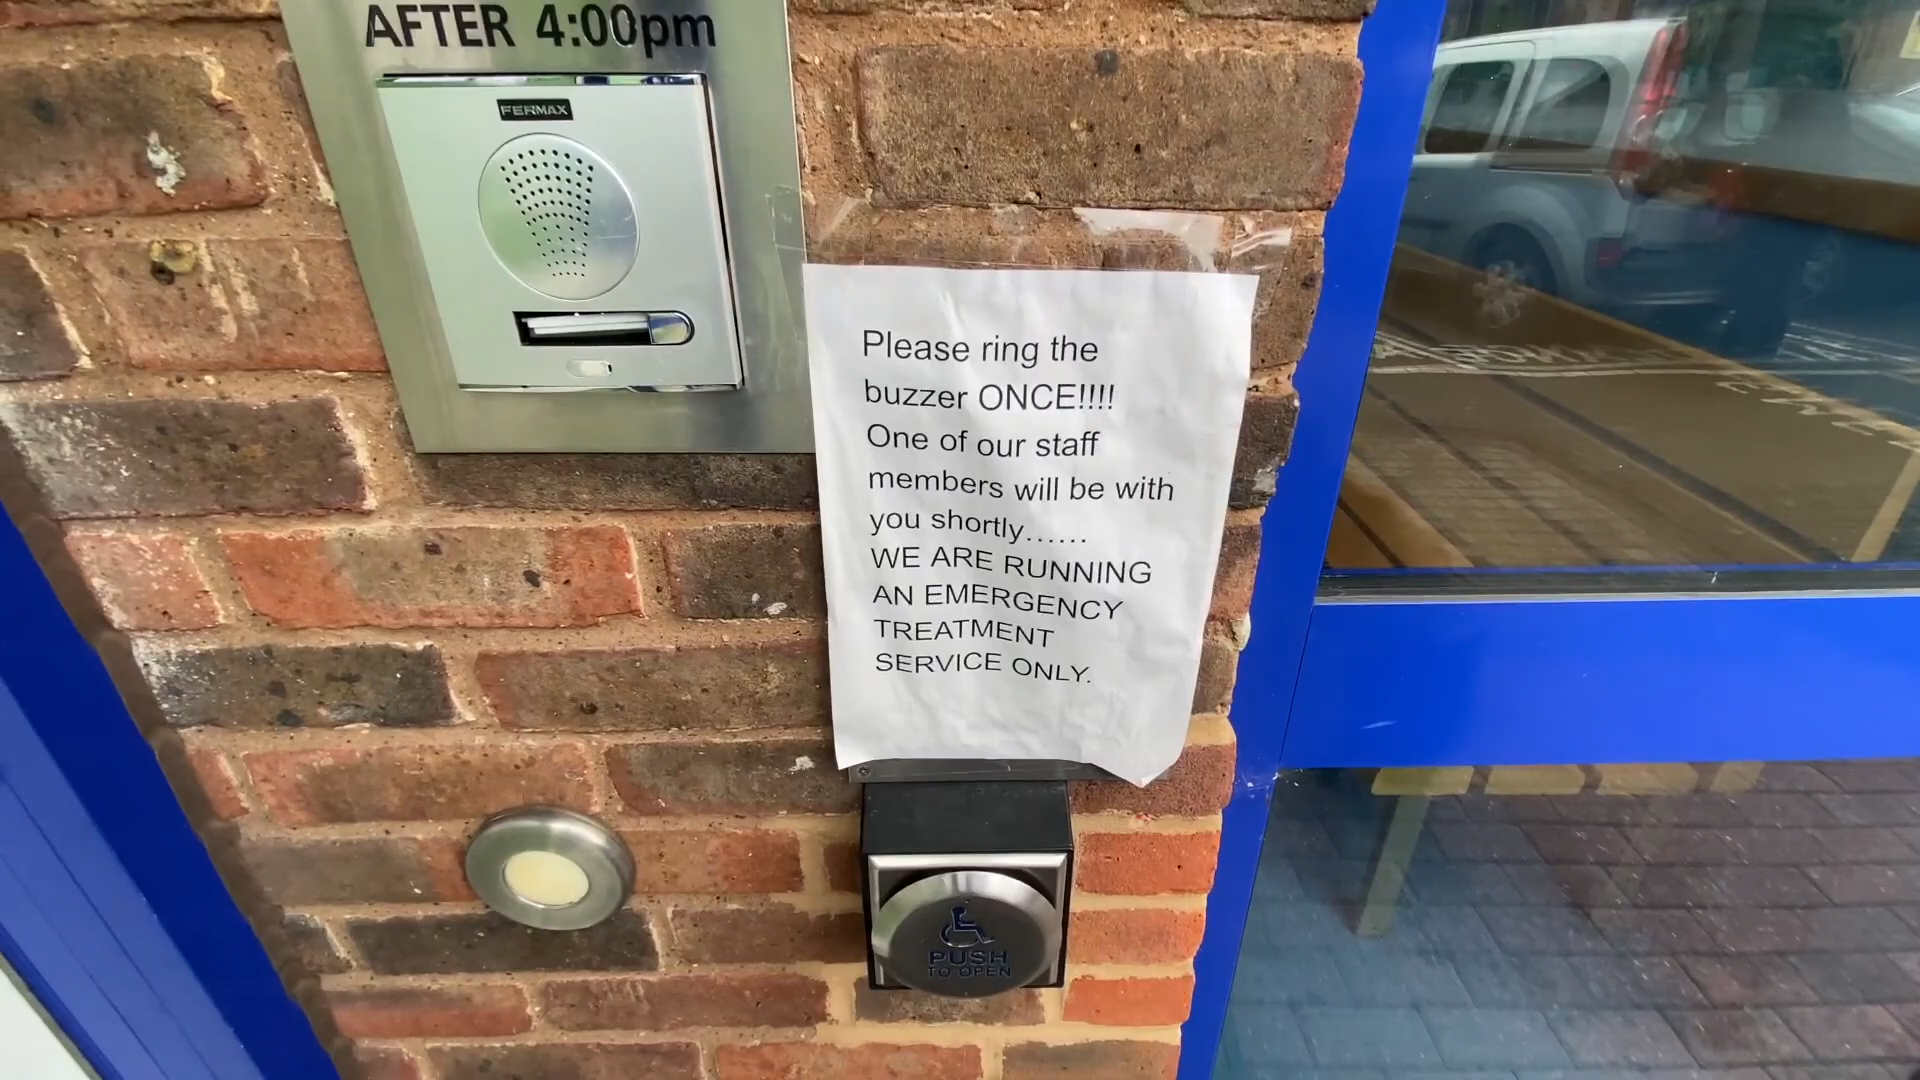 AFTER 4:00pm
FERMAX
Please ring the
buzzer ONCE!!!!
One of our staff
members will be with
you shortly......
WE ARE RUNNING
AN EMERGENCY
TREATMENT
SERVICE ONLY.
PUSH
TO OPEN